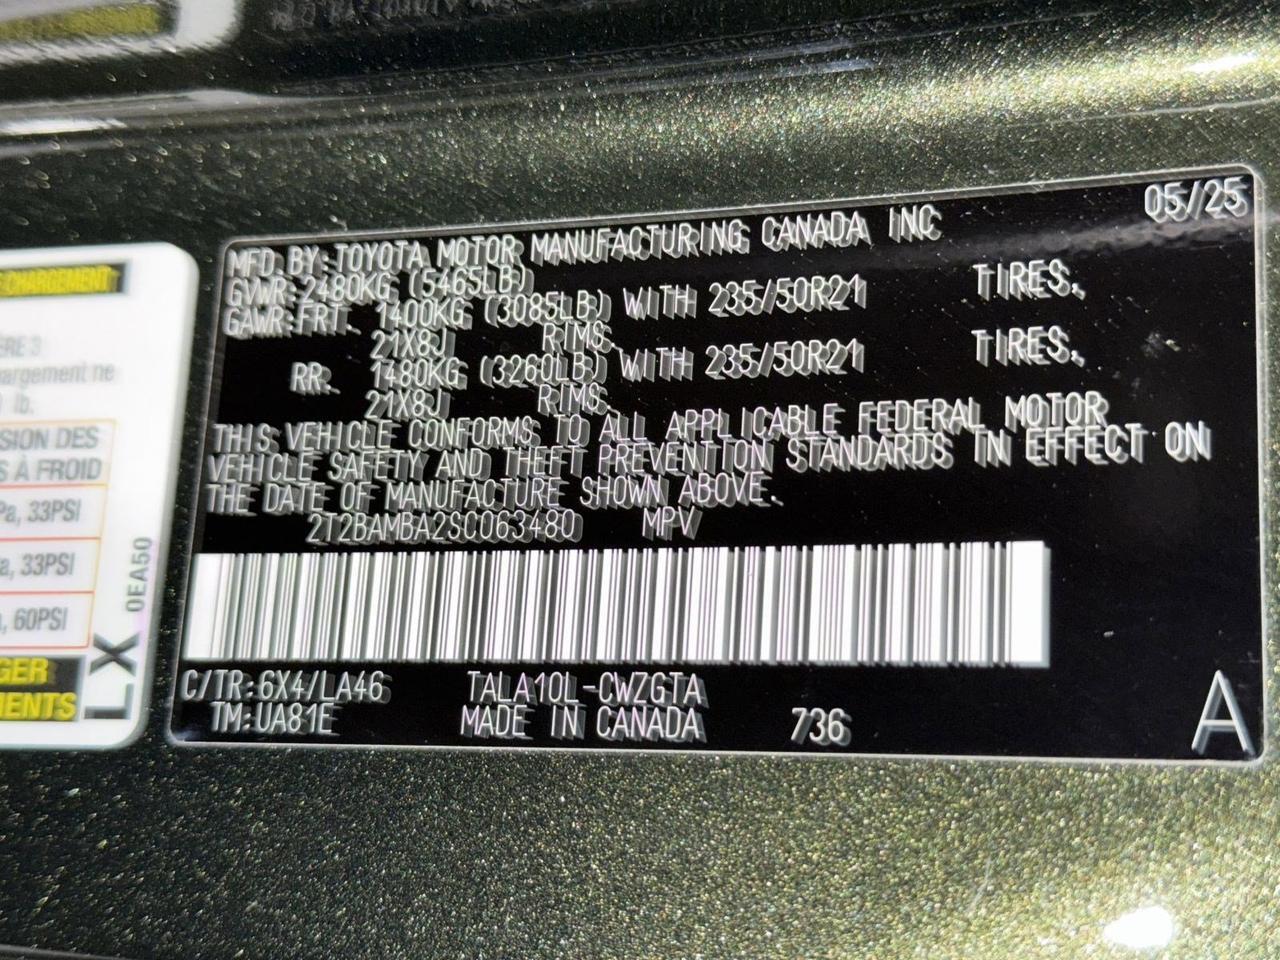 CHARGEMENT
ÈRE 3
hargement ne
lb.
SION DES
S À FROID
Pa, 33PSI
a, 33PSI
, 60PSI
GER
MENTS
LX
0EA50
05/25
MFD. BY: TOYOTA MOTOR MANUFACTURING CANADA INC
GVWR: 2480KG (5465LB)
GAWR: FRT. 1400KG (3085LB) WITH 235/50R21 TIRES,
21X8J RIMS.
RR. 1480KG (3260LB) WITH 235/50R21 TIRES,
21X8J RIMS.
THIS VEHICLE CONFORMS TO ALL APPLICABLE FEDERAL MOTOR
VEHICLE SAFETY AND THEFT PREVENTION STANDARDS IN EFFECT ON
THE DATE OF MANUFACTURE SHOWN ABOVE.
2T2BAMBA2SC063480 MPV
C/TR: 6X4/LA46 TALA10L-CWZGTA
TM: UA81E MADE IN CANADA 736
A